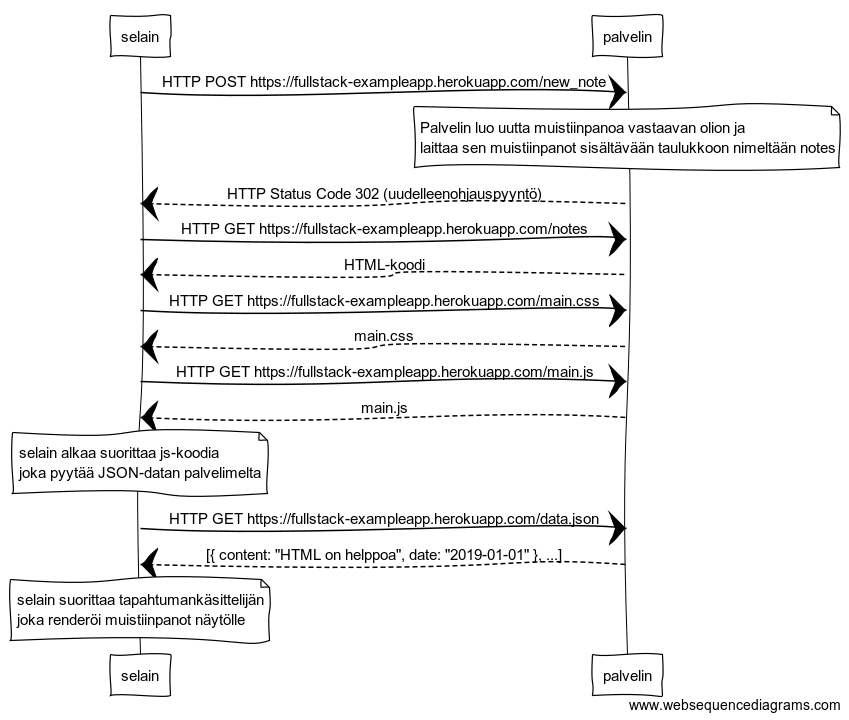 selain
palvelin
HTTP POST https://fullstack-exampleapp.herokuapp.com/new_note
Palvelin luo uutta muistiinpanoa vastaavan olion ja
laittaa sen muistiinpanot sisältävään taulukkoon nimeltään notes
HTTP Status Code 302 (uudelleenohjauspyyntö)
HTTP GET https://fullstack-exampleapp.herokuapp.com/notes
HTML-koodi
HTTP GET https://fullstack-exampleapp.herokuapp.com/main.css
main.css
HTTP GET https://fullstack-exampleapp.herokuapp.com/main.js
main.js
selain alkaa suorittaa js-koodia
joka pyytää JSON-datan palvelimelta
HTTP GET https://fullstack-exampleapp.herokuapp.com/data.json
[{ content: "HTML on helppoa", date: "2019-01-01" }, ...]
selain suorittaa tapahtumankäsittelijän
joka renderöi muistiinpanot näytölle
selain
palvelin
www.websequencediagrams.com